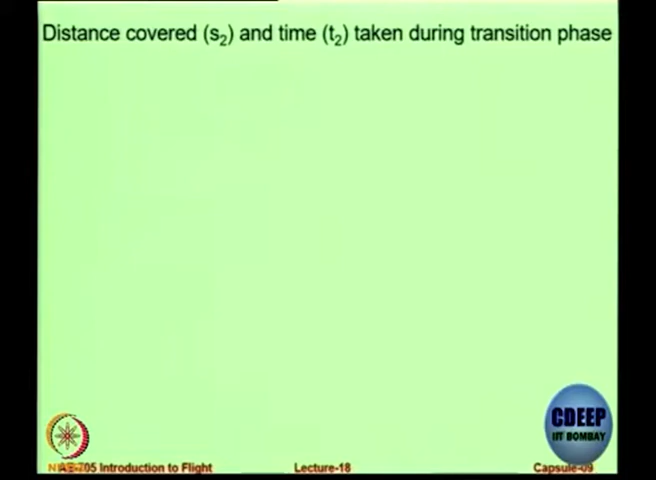 Distance covered (s₂) and time (t₂) taken during transition phase
CDEEP
IIT BOMBAY
705 Introduction to Flight
Lecture-18
Capsule-09